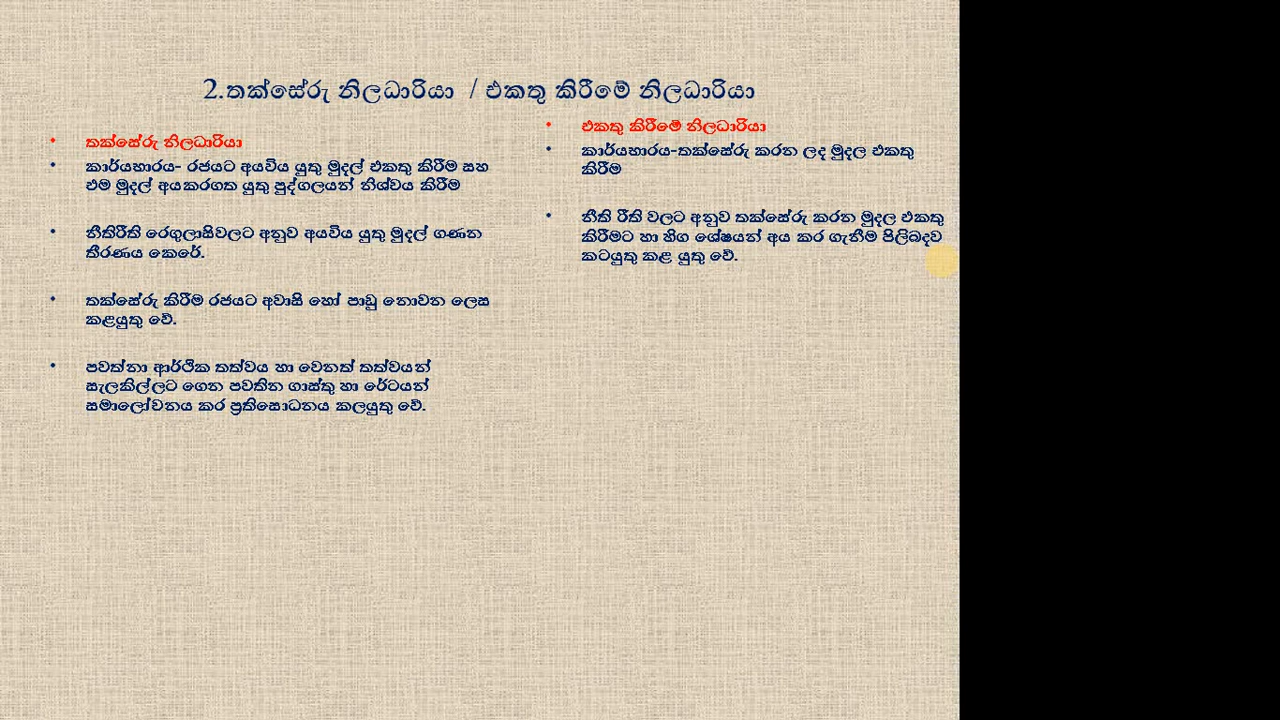 2.තක්සේරු නිලධාරියා / එකතු කිරීමේ නිලධාරියා
තක්සේරු නිලධාරියා
කාර්යභාරය- රජයට අයවිය යුතු මුදල් එකතු කිරීම සහ
එම මුදල් අයකරගත යුතු පුද්ගලයන් නිශ්චය කිරීම
නීතිරීති රෙගුලාසිවලට අනුව අයවිය යුතු මුදල් ගණන
තීරණය කෙරේ.
තක්සේරු කිරීම රජයට අවාසි හෝ පාඩු නොවන ලෙස
කළයුතු වේ.
පවත්නා ආර්ථික තත්වය හා වෙනත් තත්වයන්
සැලකිල්ලට ගෙන පවතින ගාස්තු හා රේටයන්
සමාලෝචනය කර ප්‍රතිසොධනය කලයුතු වේ.
එකතු කිරීමේ නිලධාරියා
කාර්යභාරය-තක්සේරු කරන ලද මුදල එකතු
කිරීම
නීති රීති වලට අනුව තක්සේරු කරන මුදල එකතු
කිරීමට හා හිග ශේෂයන් අය කර ගැනීම පිලිබදව
කටයුතු කළ යුතු වේ.